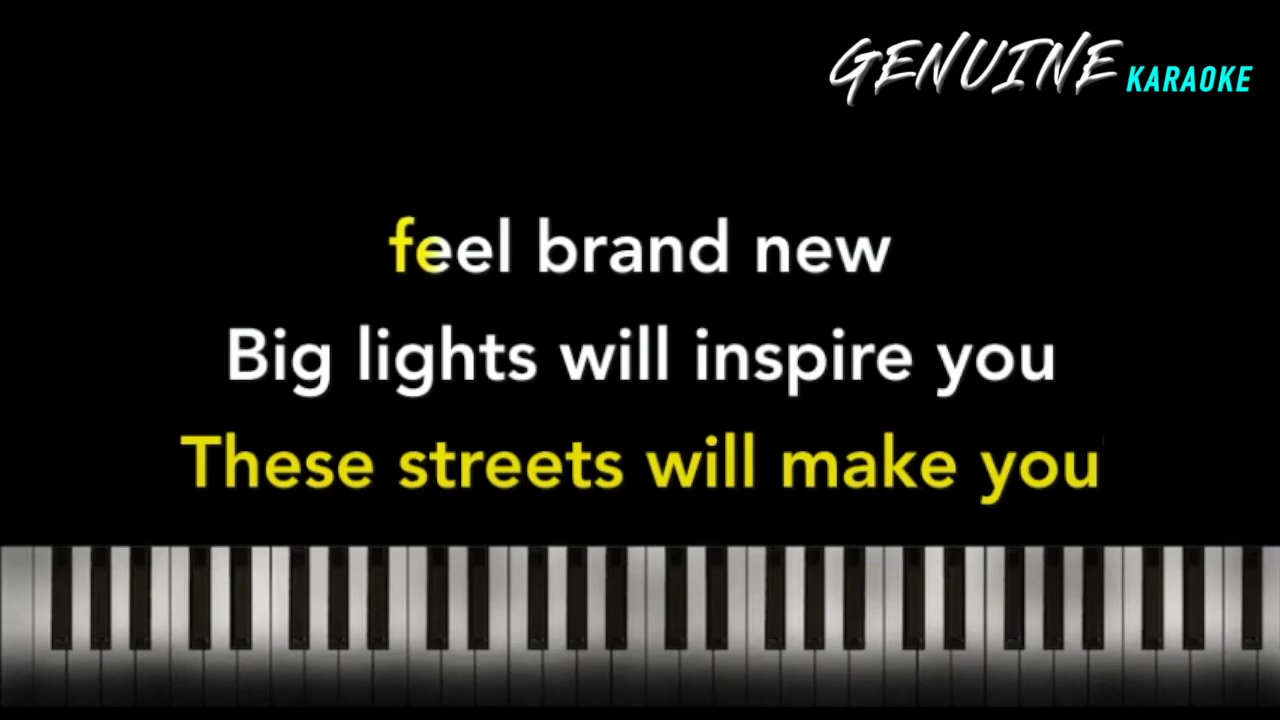 GENUINE KARAOKE
feel brand new
Big lights will inspire you
These streets will make you